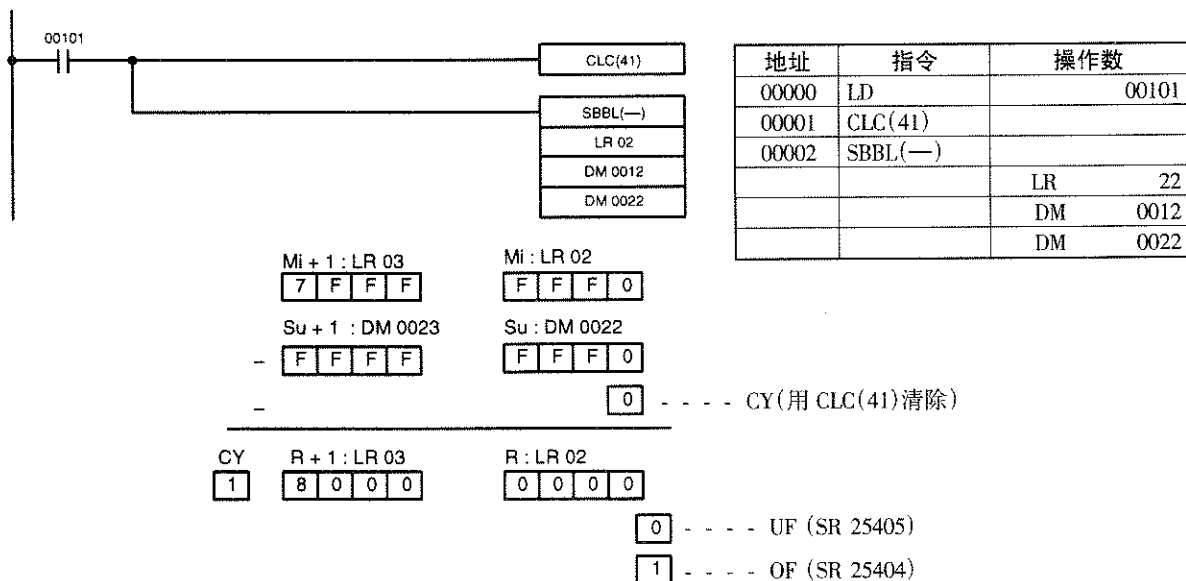 00101
CLC(41)
SBBL(—)
LR 02
DM 0012
DM 0022
地址 指令 操作数
00000 LD 00101
00001 CLC(41)
00002 SBBL(—)
LR 22
DM 0012
DM 0022
Mi + 1 : LR 03 Mi : LR 02
7 F F F F F F 0
Su + 1 : DM 0023 Su : DM 0022
– F F F F F F F 0
– 0 - - - - CY(用 CLC(41)清除)
CY R + 1 : LR 03 R : LR 02
1 8 0 0 0 0 0 0 0
0 - - - - UF (SR 25405)
1 - - - - OF (SR 25404)